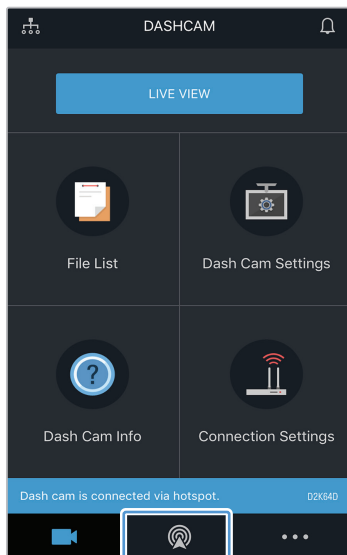 DASHCAM
LIVE VIEW
File List
Dash Cam Settings
?
Dash Cam Info
Connection Settings
Dash cam is connected via hotspot.
D2K64D